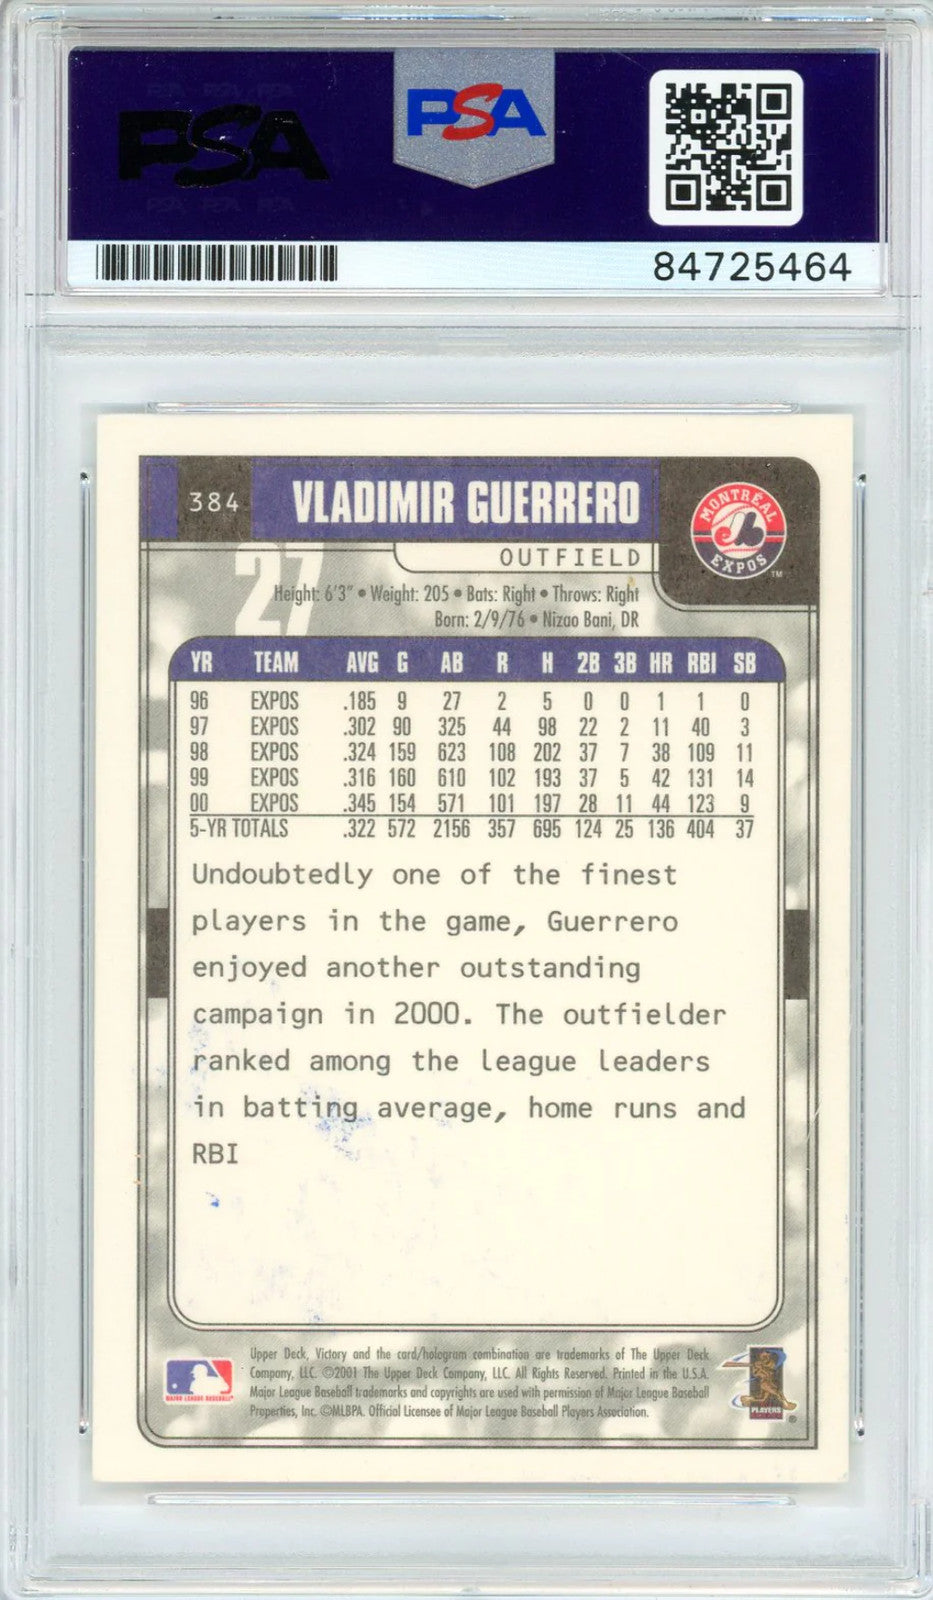 PSA
PSA
84725464
384
VLADIMIR GUERRERO
MONTRÉAL
EXPOS
TM
OUTFIELD
27
Height: 6'3" • Weight: 205 • Bats: Right • Throws: Right
Born: 2/9/76 • Nizao Bani, DR
YR TEAM AVG G AB R H 2B 3B HR RBI SB
96 EXPOS .185 9 27 2 5 0 0 1 1 0
97 EXPOS .302 90 325 44 98 22 2 11 40 3
98 EXPOS .324 159 623 108 202 37 7 38 109 11
99 EXPOS .316 160 610 102 193 37 5 42 131 14
00 EXPOS .345 154 571 101 197 28 11 44 123 9
5-YR TOTALS .322 572 2156 357 695 124 25 136 404 37
Undoubtedly one of the finest
players in the game, Guerrero
enjoyed another outstanding
campaign in 2000. The outfielder
ranked among the league leaders
in batting average, home runs and
RBI
Upper Deck, Victory and the card/hologram combination are trademarks of The Upper Deck
Company, LLC. ©2001 The Upper Deck Company, LLC. All Rights Reserved. Printed in the U.S.A.
Major League Baseball trademarks and copyrights are used with permission of Major League Baseball
Properties, Inc. ©MLBPA. Official Licensee of Major League Baseball Players Association.
MAJOR LEAGUE BASEBALL
PLAYERS
®